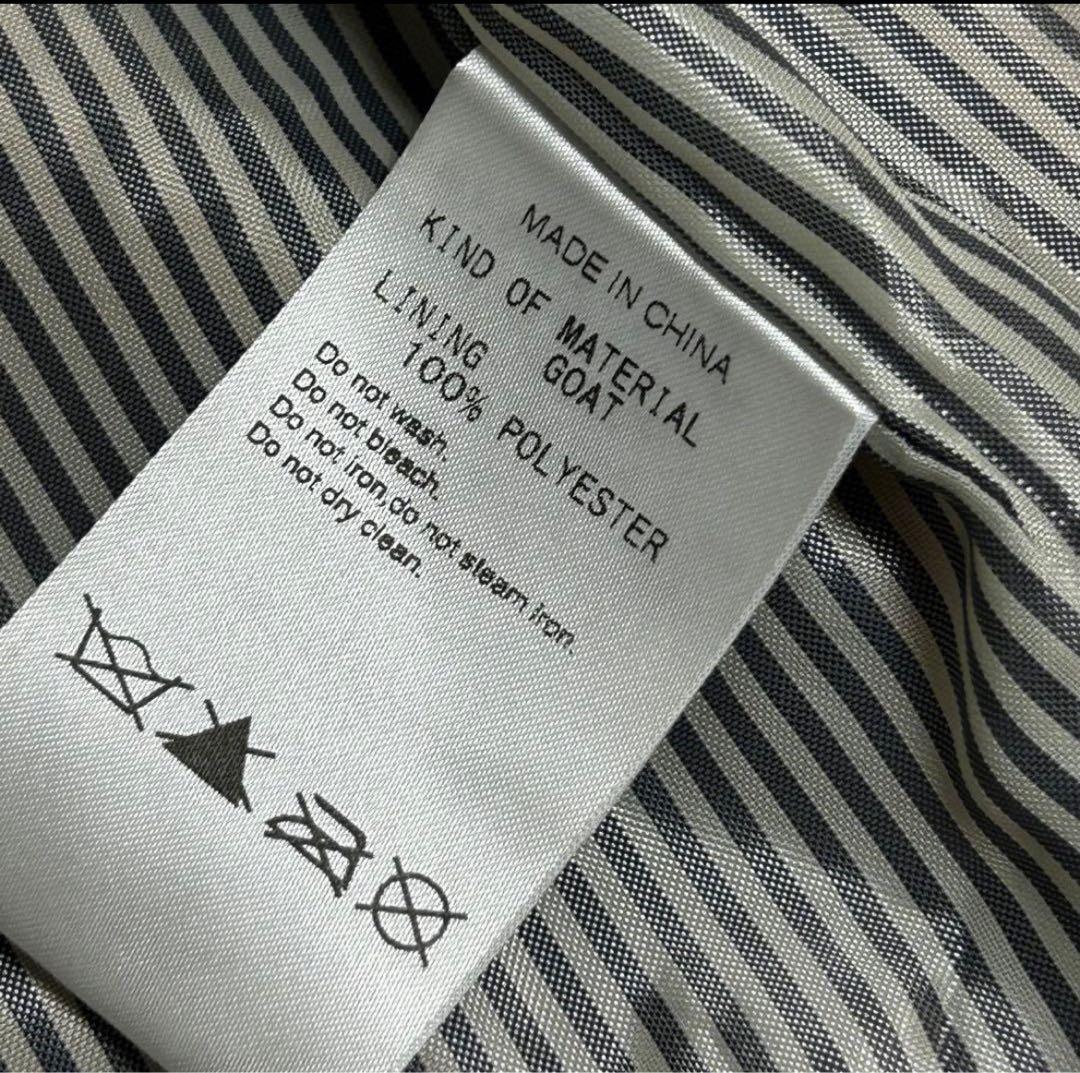 MADE IN CHINA
KIND OF MATERIAL
GOAT
LINING
100% POLYESTER
Do not wash.
Do not bleach.
Do not iron,do not steam iron.
Do not dry clean.